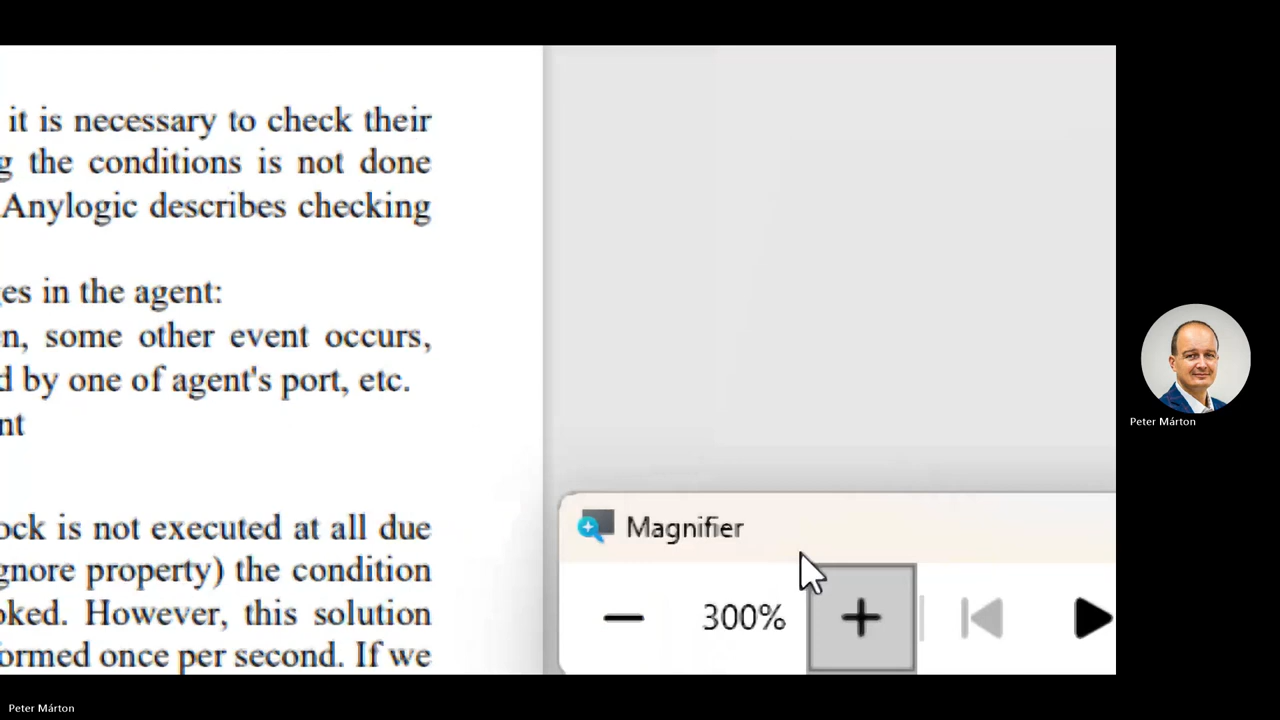 it is necessary to check their
g the conditions is not done
Anylogic describes checking
es in the agent:
n, some other event occurs,
d by one of agent's port, etc.
nt
ock is not executed at all due
gnore property) the condition
oked. However, this solution
ormed once per second. If we
Magnifier
300%
Peter Márton
Peter Márton